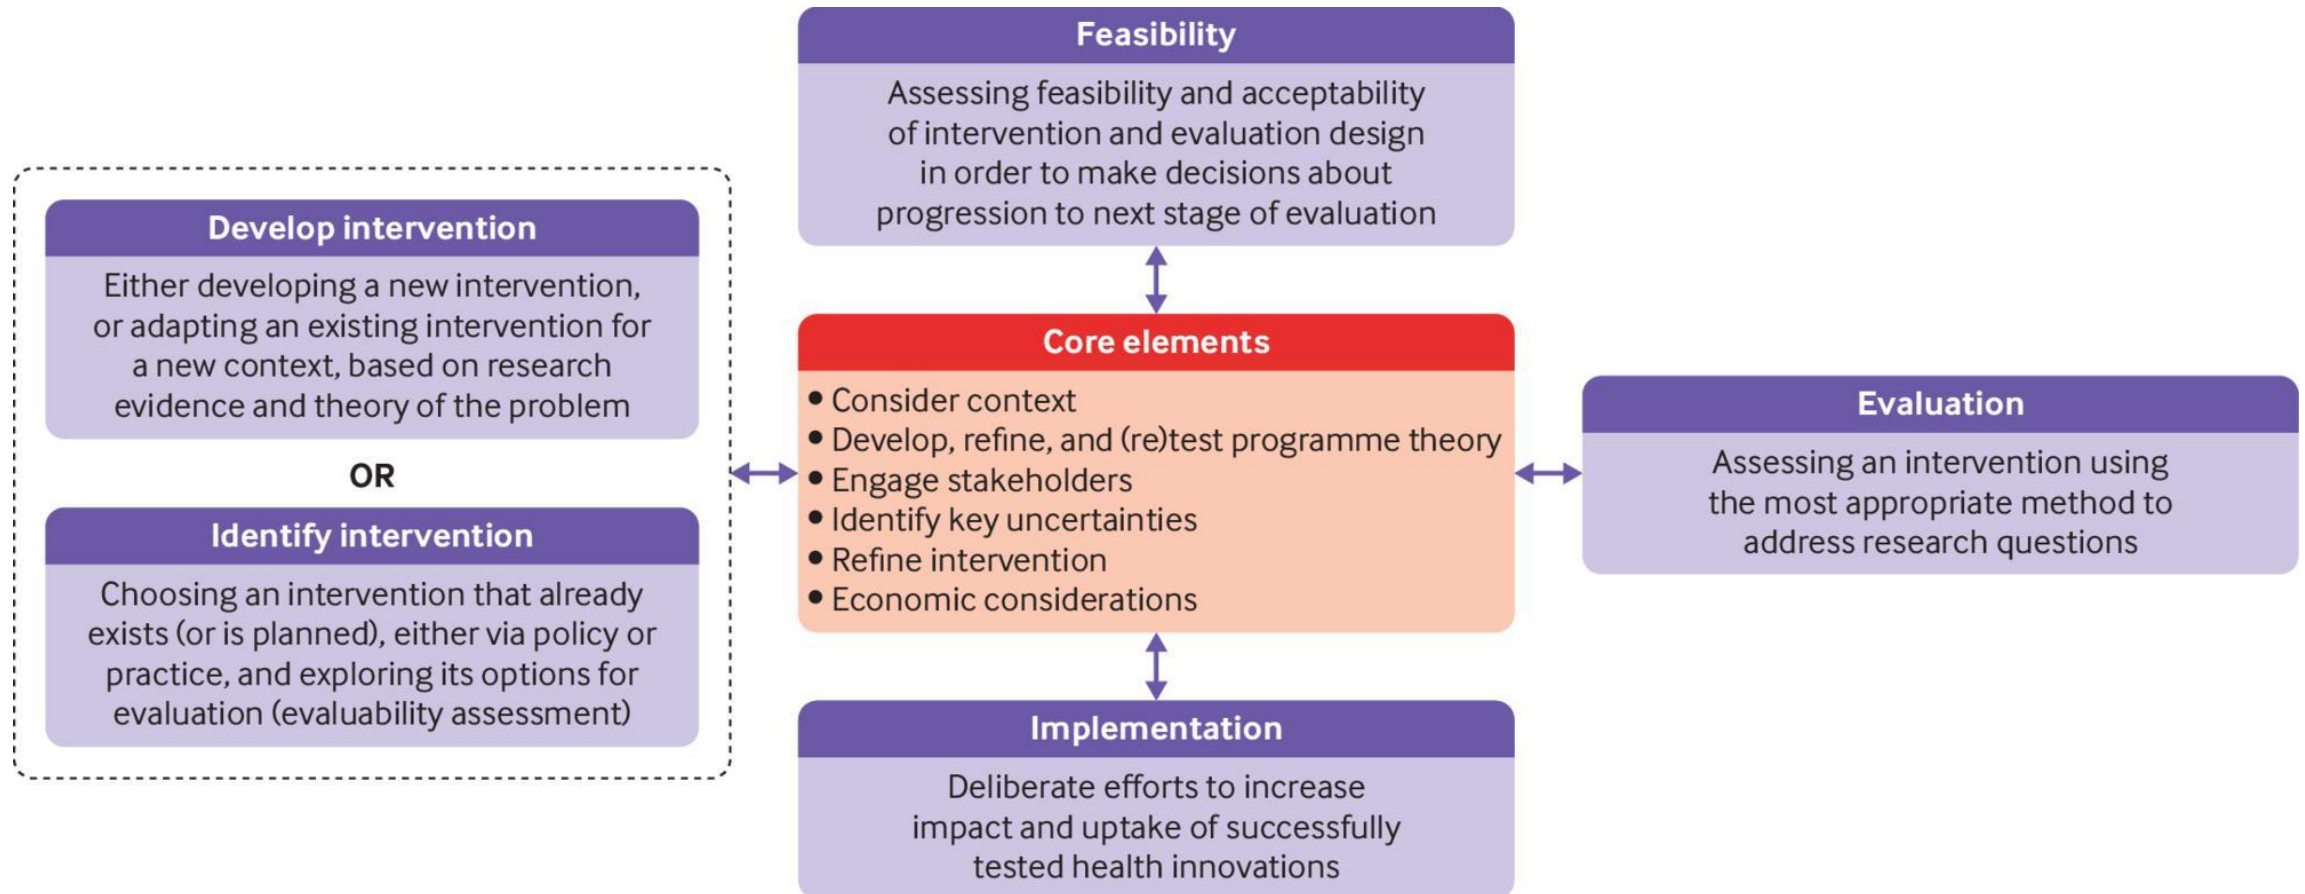 Feasibility
Assessing feasibility and acceptability
of intervention and evaluation design
in order to make decisions about
progression to next stage of evaluation
Develop intervention
Either developing a new intervention,
or adapting an existing intervention for
a new context, based on research
evidence and theory of the problem
OR
Identify intervention
Choosing an intervention that already
exists (or is planned), either via policy or
practice, and exploring its options for
evaluation (evaluability assessment)
Core elements
• Consider context
• Develop, refine, and (re)test programme theory
• Engage stakeholders
• Identify key uncertainties
• Refine intervention
• Economic considerations
Evaluation
Assessing an intervention using
the most appropriate method to
address research questions
Implementation
Deliberate efforts to increase
impact and uptake of successfully
tested health innovations